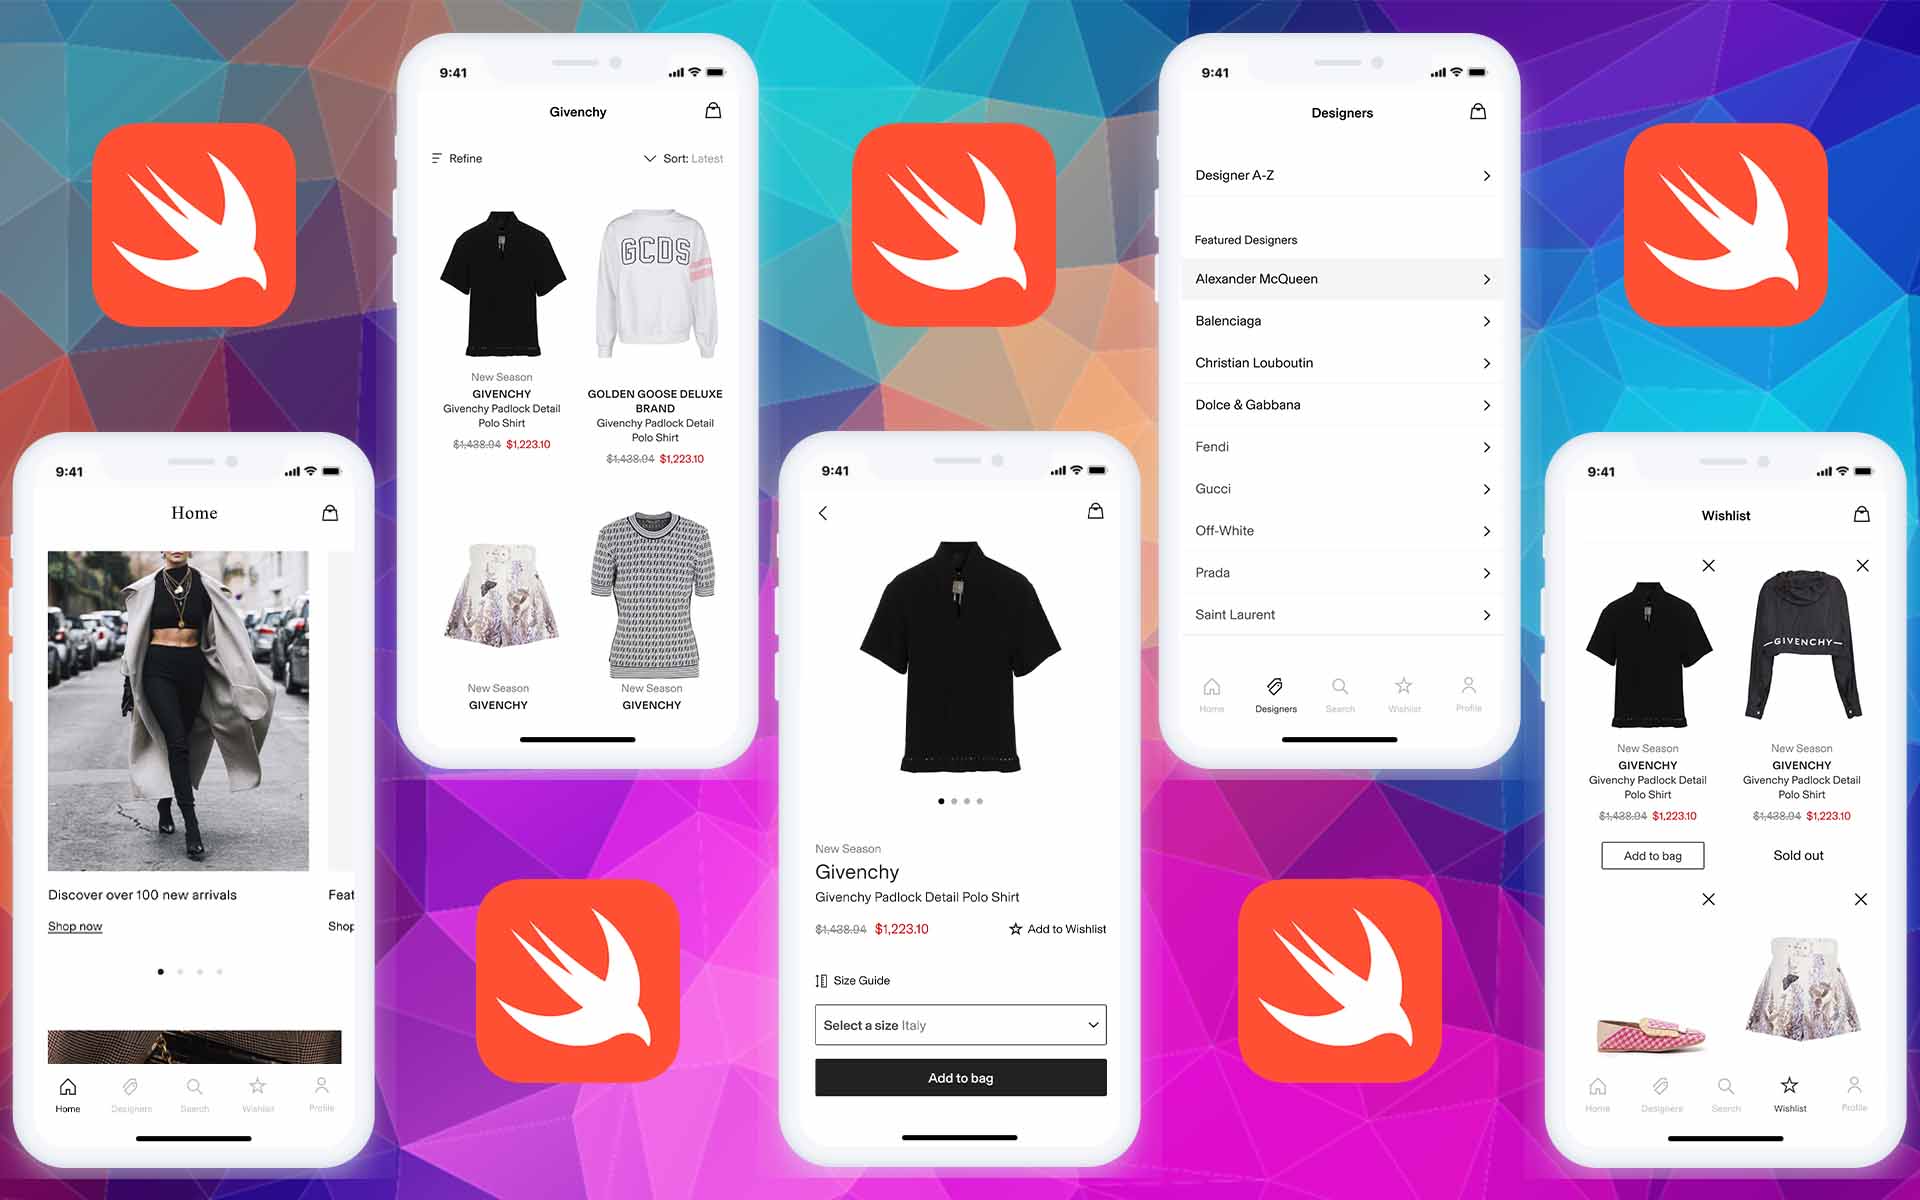 9:41
Home
Discover over 100 new arrivals
Shop now
Feat
Shop
Home
Designers
Search
Wishlist
Profile
9:41
Givenchy
Refine
Sort: Latest
GCDS
New Season
GIVENCHY
Givenchy Padlock Detail
Polo Shirt
$1,438.94 $1,223.10
GOLDEN GOOSE DELUXE
BRAND
Givenchy Padlock Detail
Polo Shirt
$1,438.94 $1,223.10
New Season
GIVENCHY
New Season
GIVENCHY
9:41
New Season
Givenchy
Givenchy Padlock Detail Polo Shirt
$1,438.94 $1,223.10
Add to Wishlist
Size Guide
Select a size Italy
Add to bag
9:41
Designers
Designer A-Z
Featured Designers
Alexander McQueen
Balenciaga
Christian Louboutin
Dolce & Gabbana
Fendi
Gucci
Off-White
Prada
Saint Laurent
Home
Designers
Search
Wishlist
Profile
9:41
Wishlist
GIVENCHY
New Season
GIVENCHY
Givenchy Padlock Detail
Polo Shirt
$1,438.94 $1,223.10
Add to bag
New Season
GIVENCHY
Givenchy Padlock Detail
Polo Shirt
$1,438.94 $1,223.10
Sold out
Home
Designers
Search
Wishlist
Profile